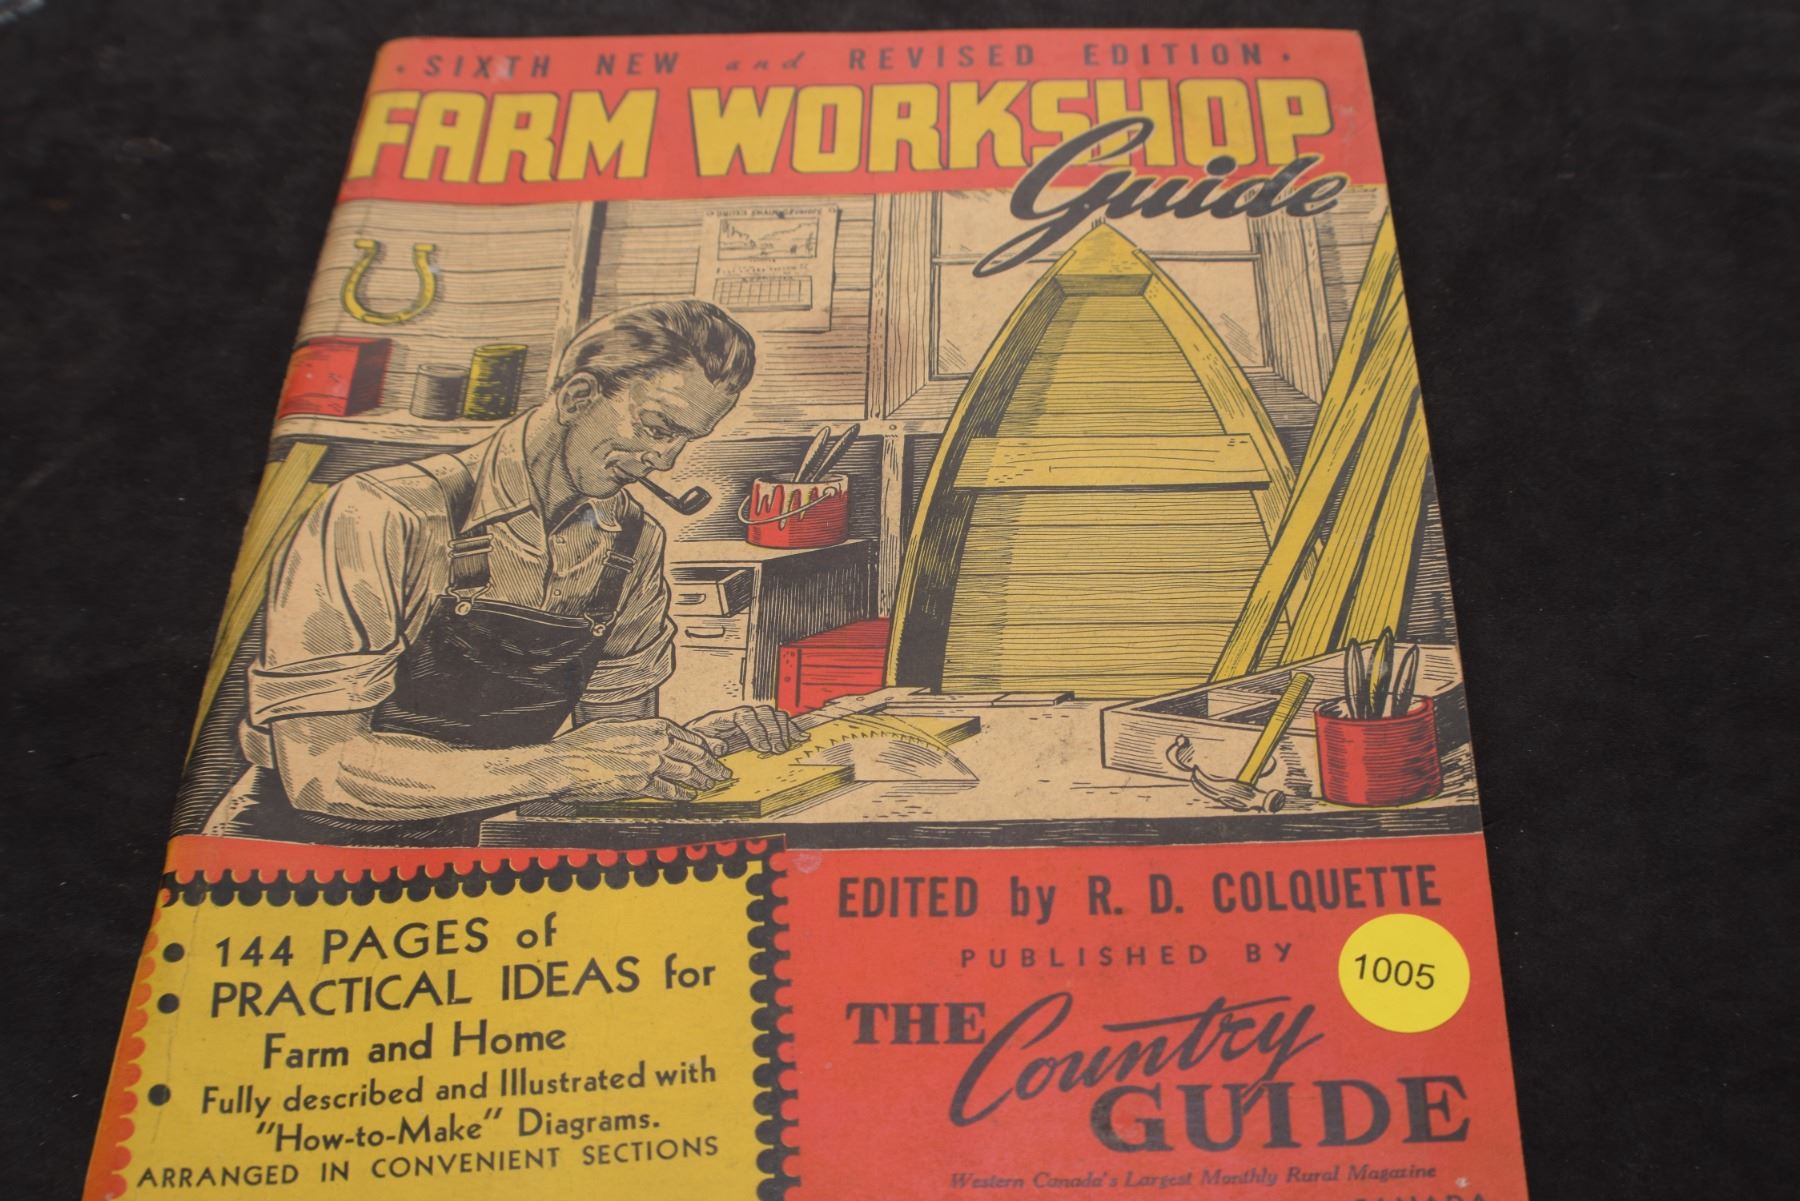 • SIXTH NEW and REVISED EDITION •
FARM WORKSHOP
Guide
• 144 PAGES of
• PRACTICAL IDEAS for
Farm and Home
• Fully described and Illustrated with
"How-to-Make" Diagrams.
ARRANGED IN CONVENIENT SECTIONS
EDITED by R. D. COLQUETTE
PUBLISHED BY
1005
THE Country
GUIDE
Western Canada's Largest Monthly Rural Magazine
CANADA